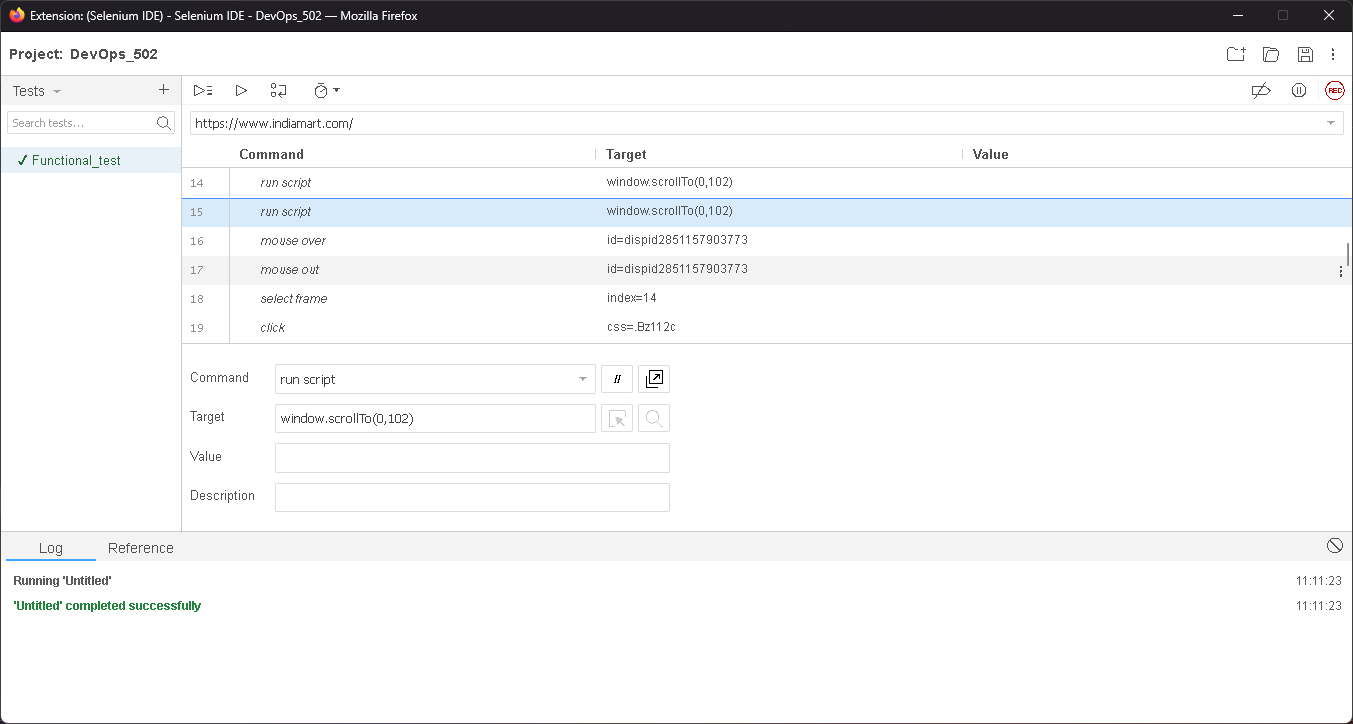 Extension: (Selenium IDE) - Selenium IDE - DevOps_502 — Mozilla Firefox
Project: DevOps_502
Tests
Search tests...
✓ Functional_test
REC
https://www.indiamart.com/
Command Target Value
14 run script window.scrollTo(0,102)
15 run script window.scrollTo(0,102)
16 mouse over id=dispid2851157903773
17 mouse out id=dispid2851157903773
18 select frame index=14
19 click css=.Bz112c
Command run script //
Target window.scrollTo(0,102)
Value
Description
Log Reference
Running 'Untitled' 11:11:23
'Untitled' completed successfully 11:11:23